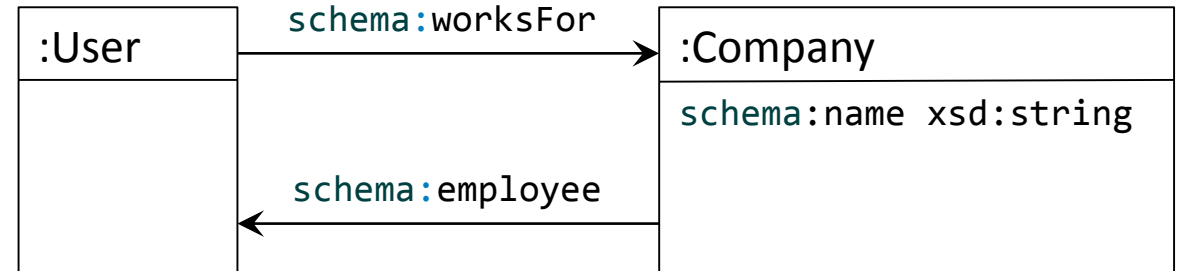 schema:worksFor
:User
:Company
schema:name xsd:string
schema:employee